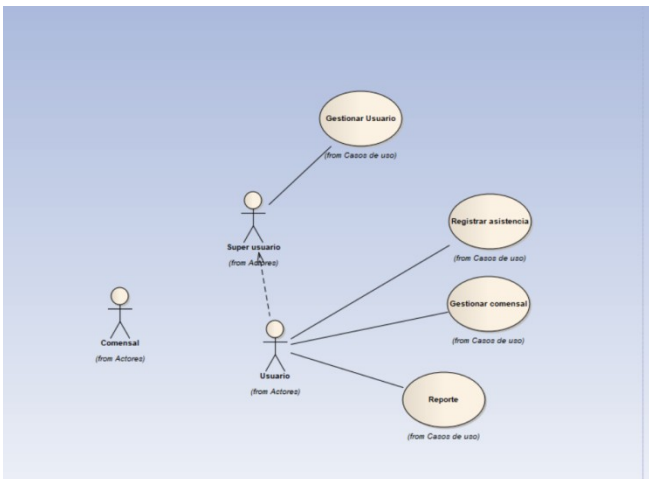 Gestionar Usuario
(from Casos de uso)
Registrar asistencia
(from Casos de uso)
Super usuario
(from Actores)
Gestionar comensal
(from Casos de uso)
Comensal
(from Actores)
Usuario
(from Actores)
Reporte
(from Casos de uso)